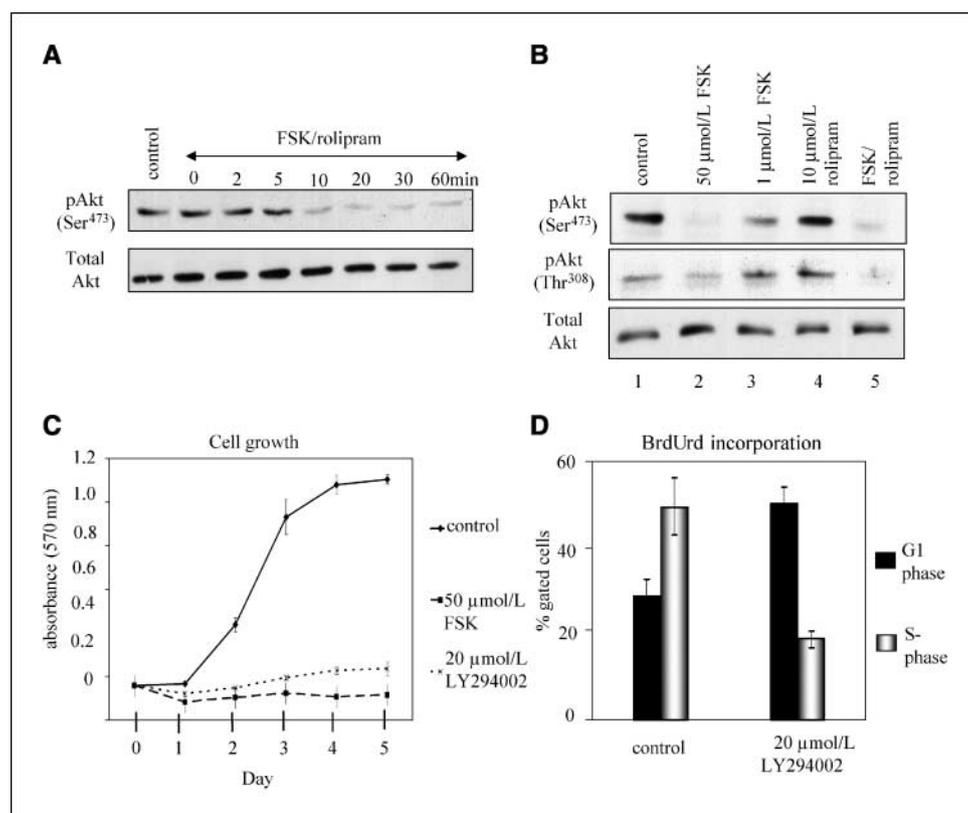 A
control
FSK/rolipram
0 2 5 10 20 30 60min
pAkt
(Ser473)
Total
Akt
B
control
50 µmol/L FSK
1 µmol/L FSK
10 µmol/L
rolipram
FSK/
rolipram
pAkt
(Ser473)
pAkt
(Thr308)
Total
Akt
1 2 3 4 5
C
Cell growth
absorbance (570 nm)
1.2
1.0
0.8
0.6
0.4
0.2
0
0 1 2 3 4 5
Day
control
50 µmol/L
FSK
20 µmol/L
LY294002
D
BrdUrd incorporation
% gated cells
60
40
20
0
control
20 µmol/L
LY294002
G1
phase
S-
phase